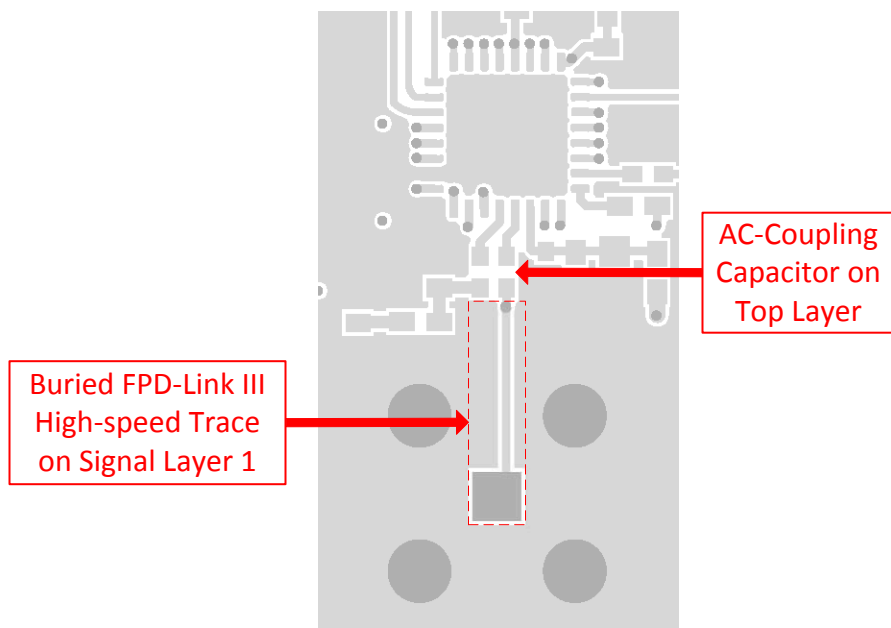 AC-Coupling
Capacitor on
Top Layer
Buried FPD-Link III
High-speed Trace
on Signal Layer 1